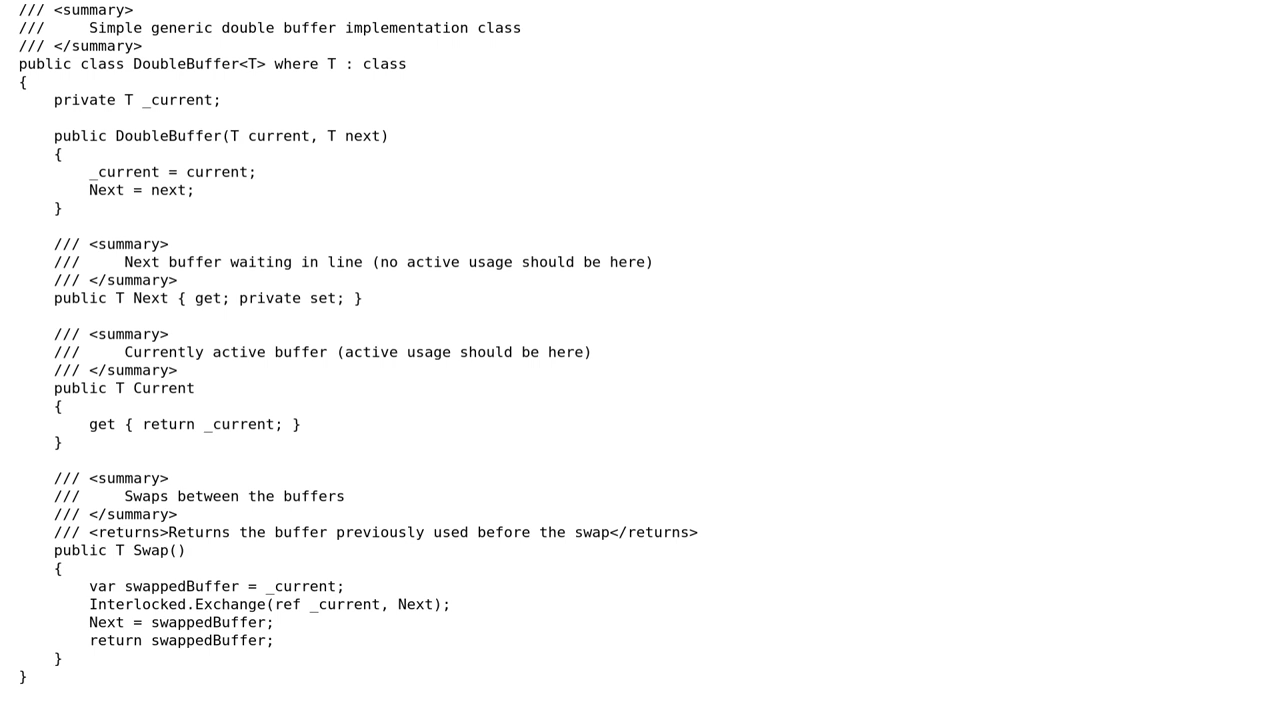 /// <summary>
///     Simple generic double buffer implementation class
/// </summary>
public class DoubleBuffer<T> where T : class
{
    private T _current;

    public DoubleBuffer(T current, T next)
    {
        _current = current;
        Next = next;
    }

    /// <summary>
    ///     Next buffer waiting in line (no active usage should be here)
    /// </summary>
    public T Next { get; private set; }

    /// <summary>
    ///     Currently active buffer (active usage should be here)
    /// </summary>
    public T Current
    {
        get { return _current; }
    }

    /// <summary>
    ///     Swaps between the buffers
    /// </summary>
    /// <returns>Returns the buffer previously used before the swap</returns>
    public T Swap()
    {
        var swappedBuffer = _current;
        Interlocked.Exchange(ref _current, Next);
        Next = swappedBuffer;
        return swappedBuffer;
    }
}